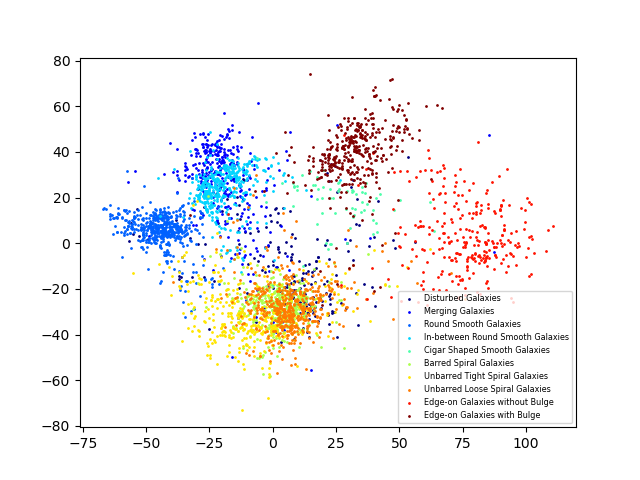 80
60
40
20
0
−20
−40
−60
−80
−75
−50
−25
0
25
50
75
100
Disturbed Galaxies
Merging Galaxies
Round Smooth Galaxies
In-between Round Smooth Galaxies
Cigar Shaped Smooth Galaxies
Barred Spiral Galaxies
Unbarred Tight Spiral Galaxies
Unbarred Loose Spiral Galaxies
Edge-on Galaxies without Bulge
Edge-on Galaxies with Bulge